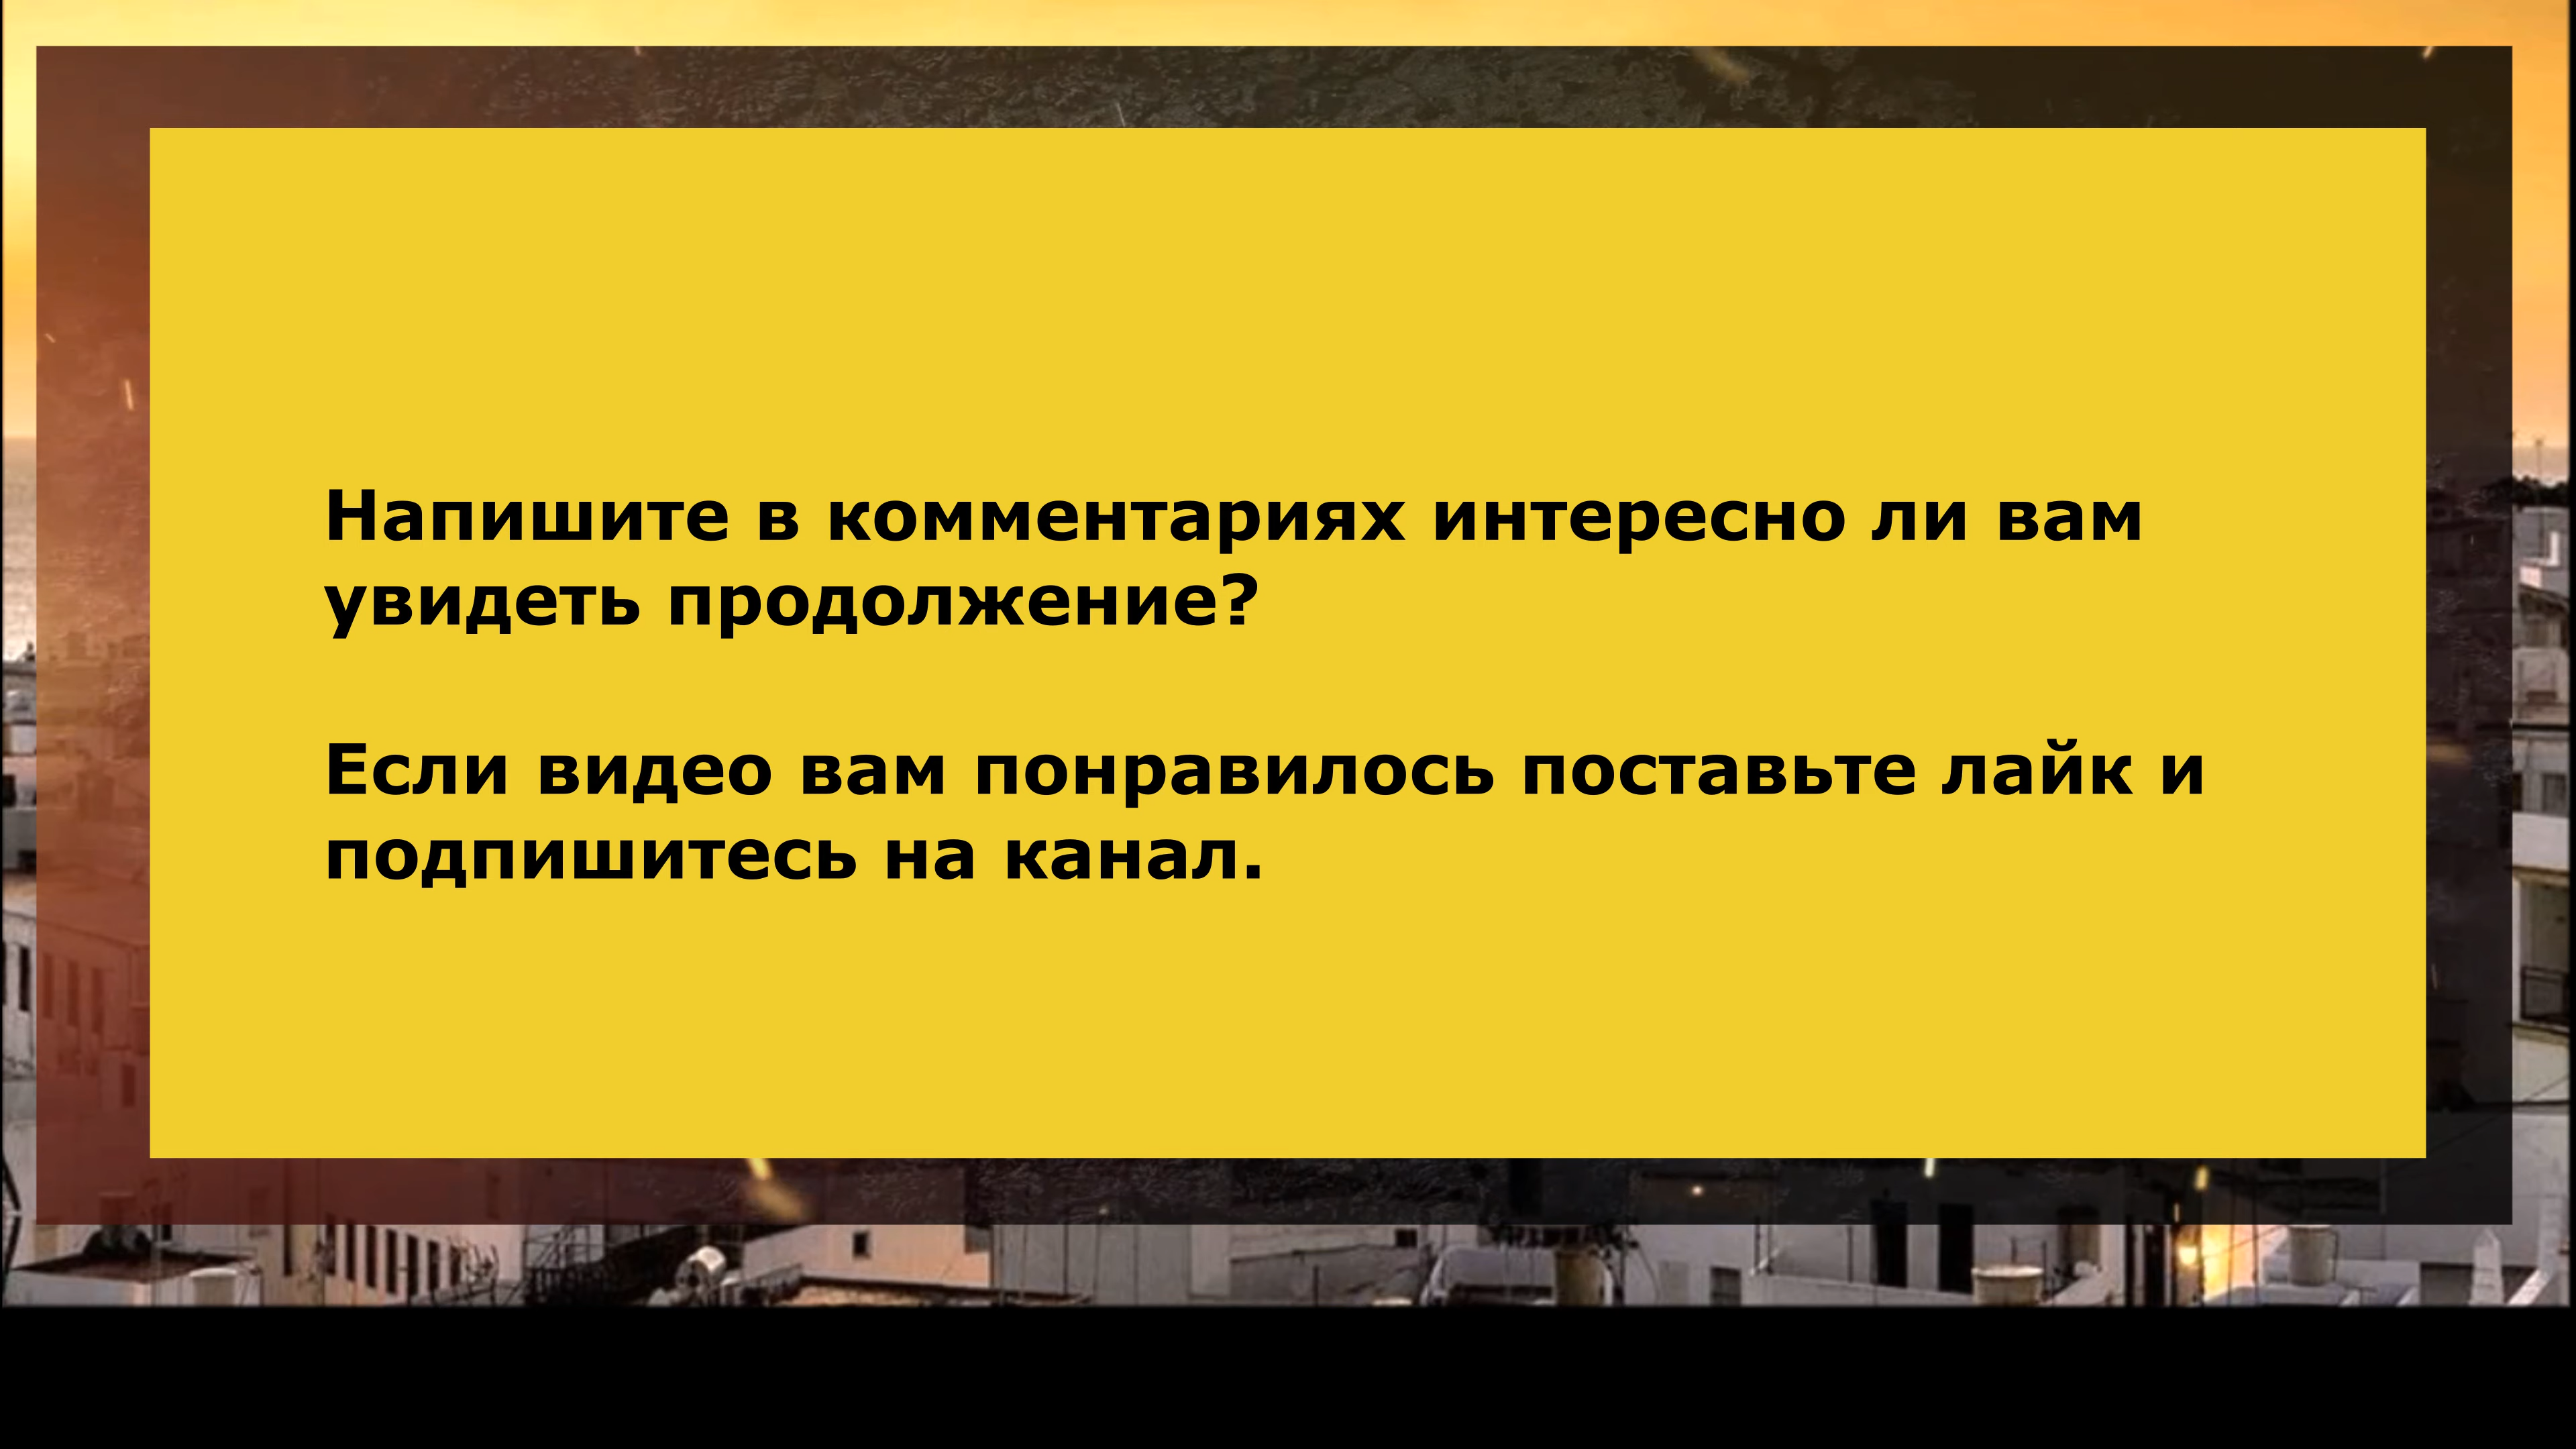 Напишите в комментариях интересно ли вам
увидеть продолжение?
Если видео вам понравилось поставьте лайк и
подпишитесь на канал.